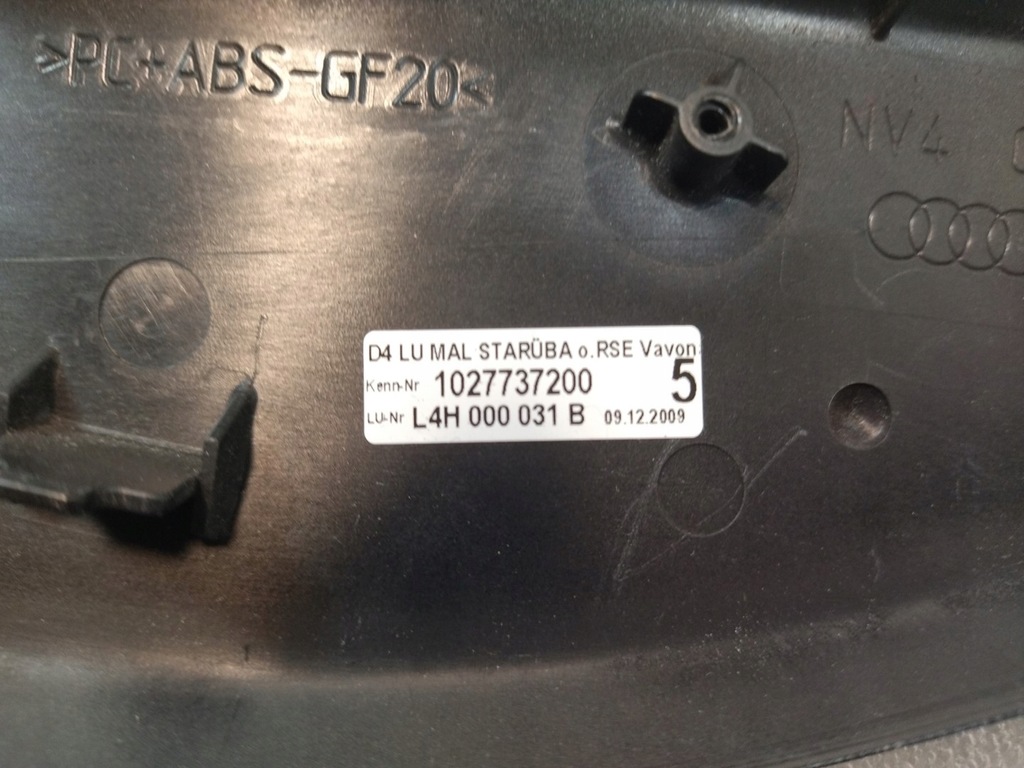 >PC+ABS-GF20<
NV4
D4 LU MAL STARÜBA o.RSE Vavon
Kenn-Nr 1027737200 5
LU-Nr L4H 000 031 B 09.12.2009